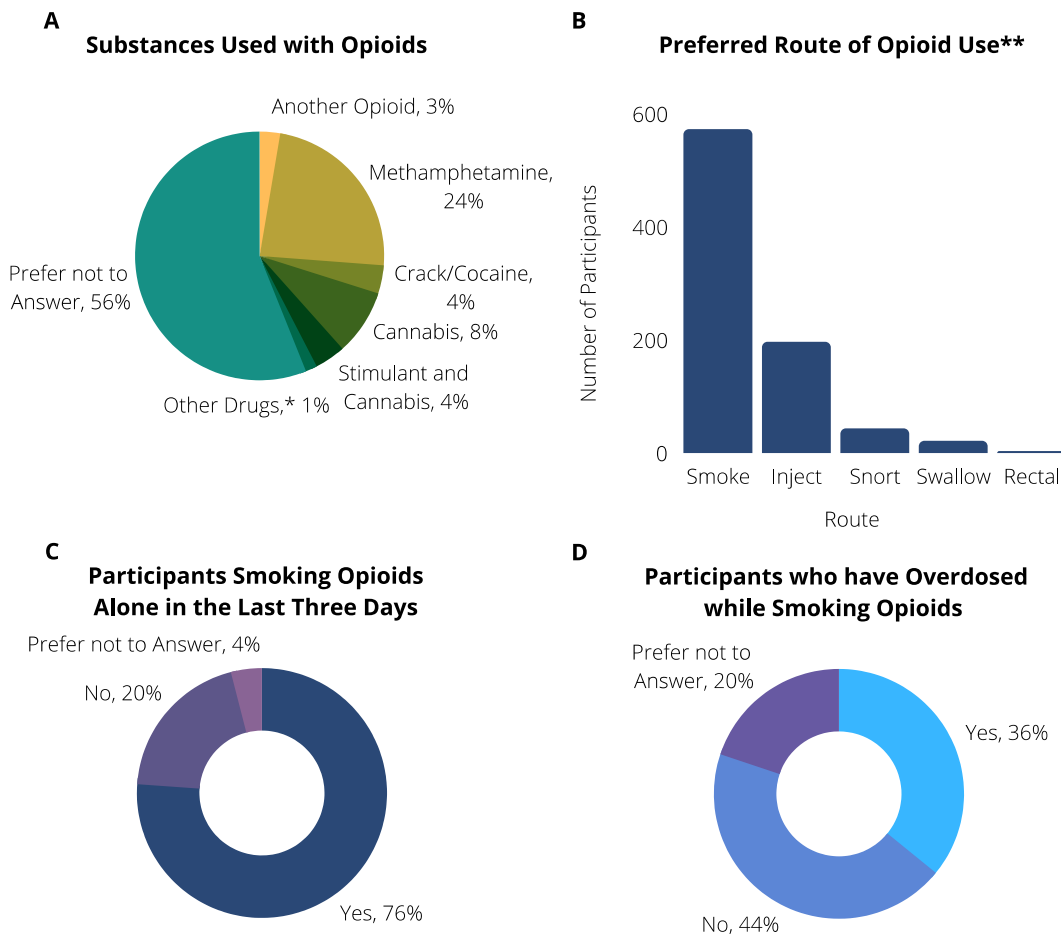 A
Substances Used with Opioids
Another Opioid, 3%
Methamphetamine,
24%
Crack/Cocaine,
4%
Cannabis, 8%
Stimulant and
Cannabis, 4%
Other Drugs,* 1%
Prefer not to
Answer, 56%
B
Preferred Route of Opioid Use**
Number of Participants
600
400
200
0
Smoke Inject Snort Swallow Rectal
Route
C
Participants Smoking Opioids
Alone in the Last Three Days
Prefer not to Answer, 4%
No, 20%
Yes, 76%
D
Participants who have Overdosed
while Smoking Opioids
Prefer not to
Answer, 20%
Yes, 36%
No, 44%